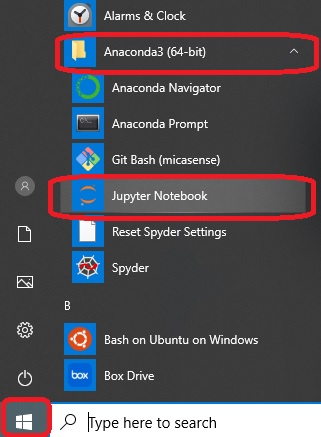 Alarms & Clock
Anaconda3 (64-bit)
Anaconda Navigator
Anaconda Prompt
Git Bash (micasense)
Jupyter Notebook
Reset Spyder Settings
Spyder
B
Bash on Ubuntu on Windows
box Box Drive
Type here to search